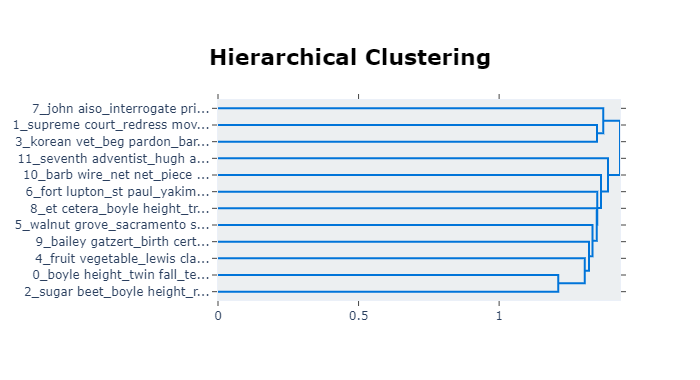 Hierarchical Clustering
7_john aiso_interrogate pri...
1_supreme court_redress mov...
3_korean vet_beg pardon_bar...
11_seventh adventist_hugh a...
10_barb wire_net net_piece ...
6_fort lupton_st paul_yakim...
8_et cetera_boyle height_tr...
5_walnut grove_sacramento s...
9_bailey gatzert_birth cert...
4_fruit vegetable_lewis cla...
0_boyle height_twin fall_te...
2_sugar beet_boyle height_r...
0 0.5 1